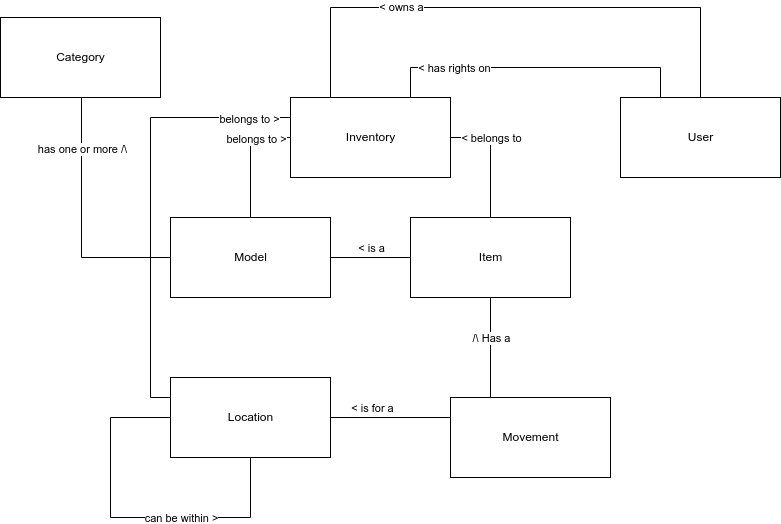 < owns a
Category
< has rights on
belongs to >
belongs to >
Inventory
< belongs to
User
has one or more /\
Model
< is a
Item
/\ Has a
Location
< is for a
Movement
can be within >